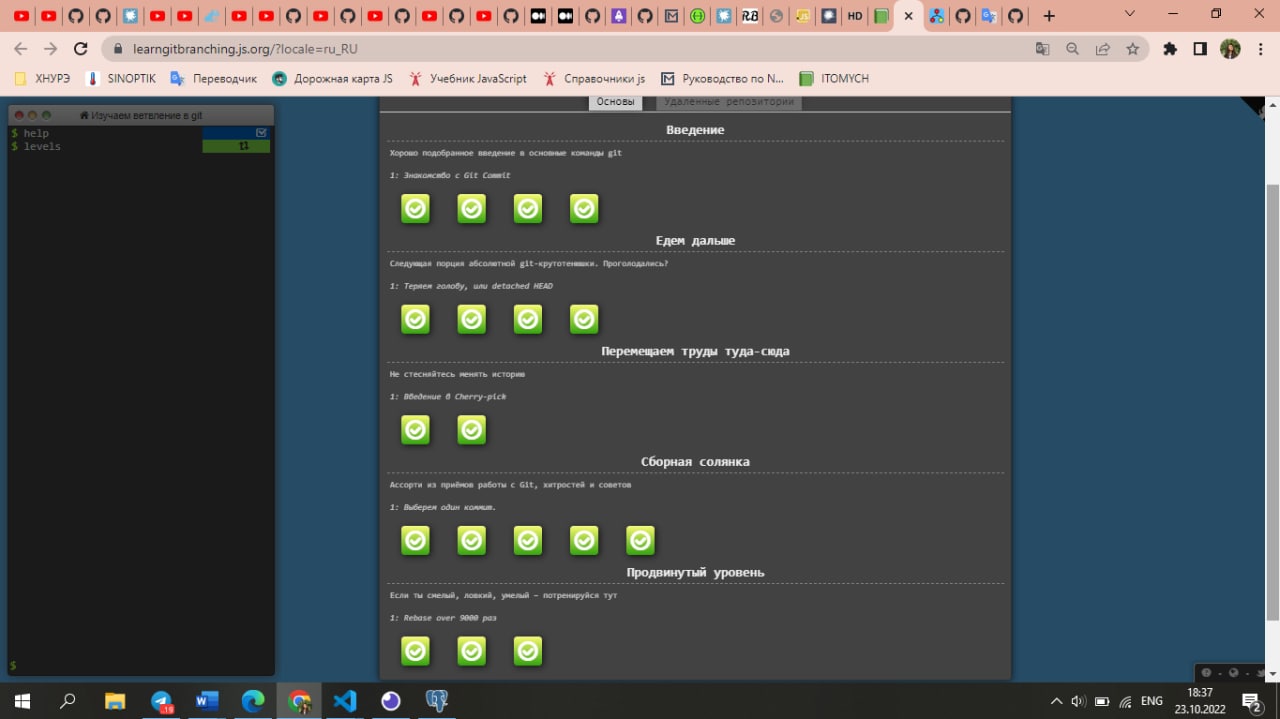 HD
learngitbranching.js.org/?locale=ru_RU
ХНУРЭ SINOPTIK Переводчик Дорожная карта JS Учебник JavaScript Справочники js Руководство по N... ITOMYCH
Изучаем ветвление в git
$ help
$ levels
$
Основы Удаленные репозитории
Введение
Хорошо подобранное введение в основные команды git
1: Знакомство с Git Commit
Едем дальше
Следующая порция абсолютной git-крутотенюшки. Проголодались?
1: Теряем голову, или detached HEAD
Перемещаем труды туда-сюда
Не стесняйтесь менять историю
1: Введение в Cherry-pick
Сборная солянка
Ассорти из приёмов работы с Git, хитростей и советов
1: Выберем один коммит.
Продвинутый уровень
Если ты смелый, ловкий, умелый – потренируйся тут
1: Rebase over 9000 раз
19
ENG
18:37
23.10.2022
2